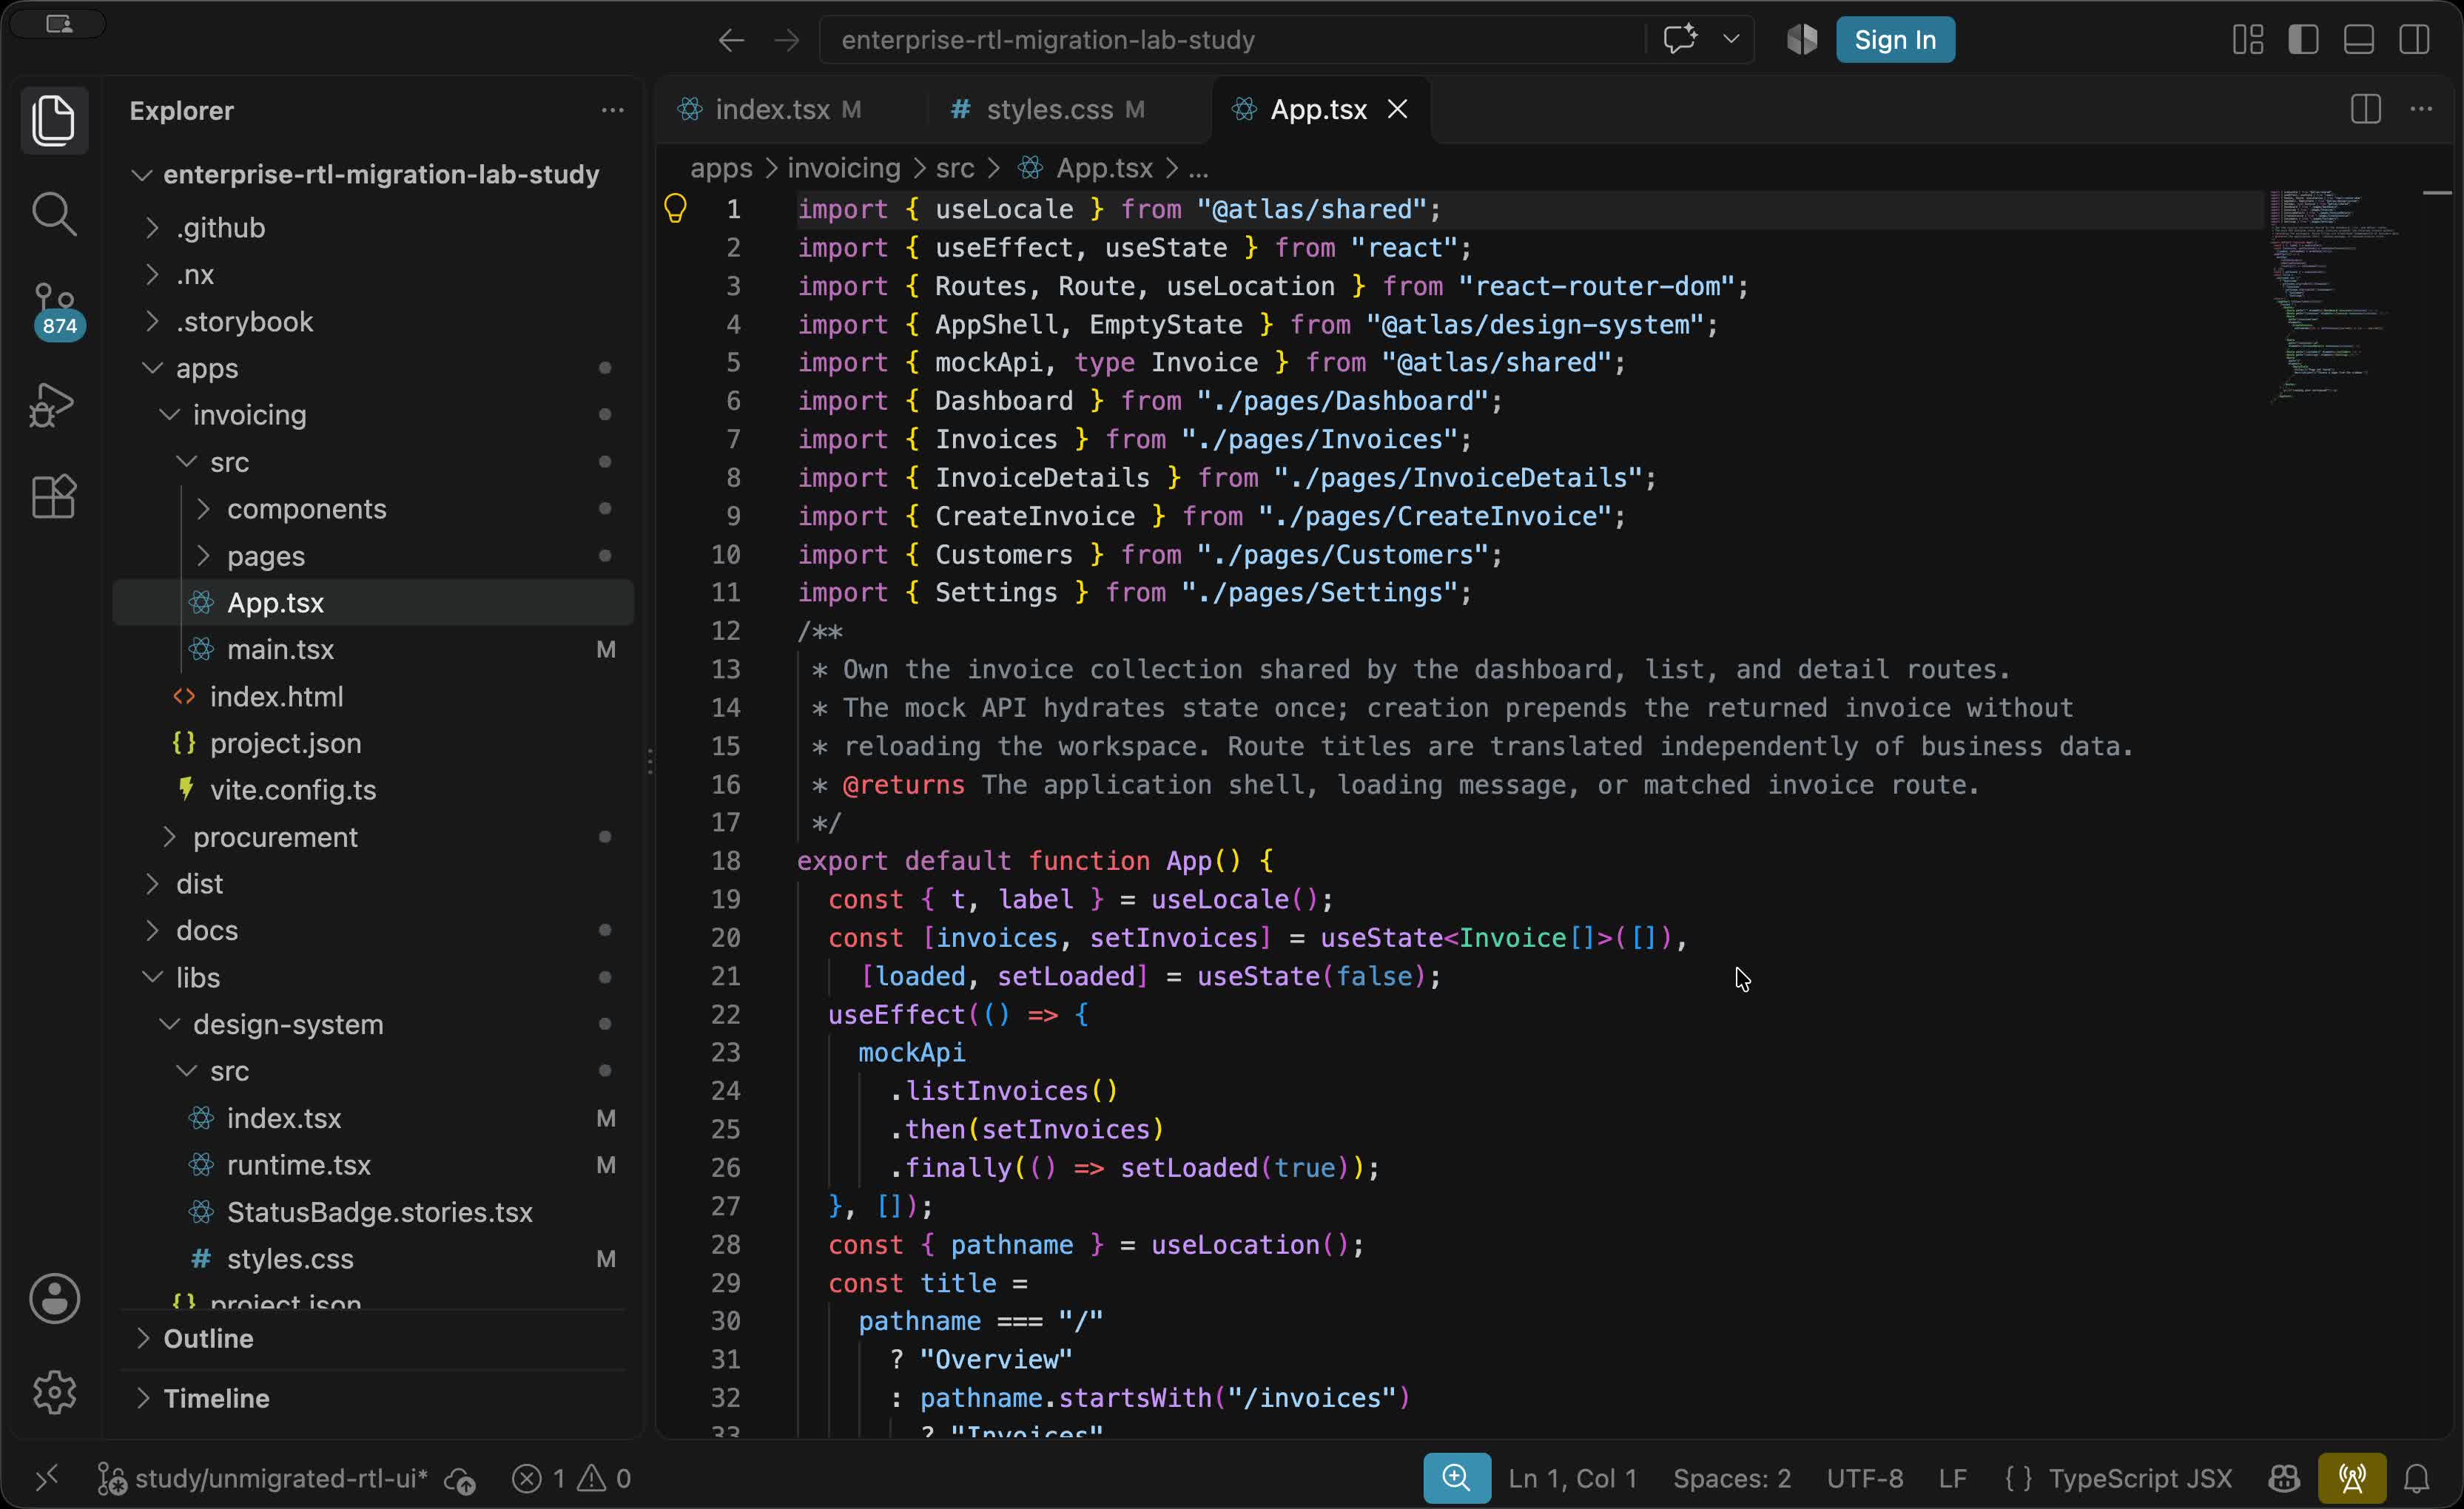 enterprise-rtl-migration-lab-study
Sign In
Explorer
enterprise-rtl-migration-lab-study
.github
.nx
.storybook
apps
invoicing
src
components
pages
App.tsx
main.tsx M
index.html
project.json
vite.config.ts
procurement
dist
docs
libs
design-system
src
index.tsx M
runtime.tsx M
StatusBadge.stories.tsx
styles.css M
project.json
Outline
Timeline
874
index.tsx M
styles.css M
App.tsx
apps > invoicing > src > App.tsx > ...
1 import { useLocale } from "@atlas/shared";
2 import { useEffect, useState } from "react";
3 import { Routes, Route, useLocation } from "react-router-dom";
4 import { AppShell, EmptyState } from "@atlas/design-system";
5 import { mockApi, type Invoice } from "@atlas/shared";
6 import { Dashboard } from "./pages/Dashboard";
7 import { Invoices } from "./pages/Invoices";
8 import { InvoiceDetails } from "./pages/InvoiceDetails";
9 import { CreateInvoice } from "./pages/CreateInvoice";
10 import { Customers } from "./pages/Customers";
11 import { Settings } from "./pages/Settings";
12 /**
13 * Own the invoice collection shared by the dashboard, list, and detail routes.
14 * The mock API hydrates state once; creation prepends the returned invoice without
15 * reloading the workspace. Route titles are translated independently of business data.
16 * @returns The application shell, loading message, or matched invoice route.
17 */
18 export default function App() {
19 const { t, label } = useLocale();
20 const [invoices, setInvoices] = useState<Invoice[]>([]),
21 [loaded, setLoaded] = useState(false);
22 useEffect(() => {
23 mockApi
24 .listInvoices()
25 .then(setInvoices)
26 .finally(() => setLoaded(true));
27 }, []);
28 const { pathname } = useLocation();
29 const title =
30 pathname === "/"
31 ? "Overview"
32 : pathname.startsWith("/invoices")
33 ? "Invoices"
study/unmigrated-rtl-ui* 1 0
Ln 1, Col 1 Spaces: 2 UTF-8 LF { } TypeScript JSX